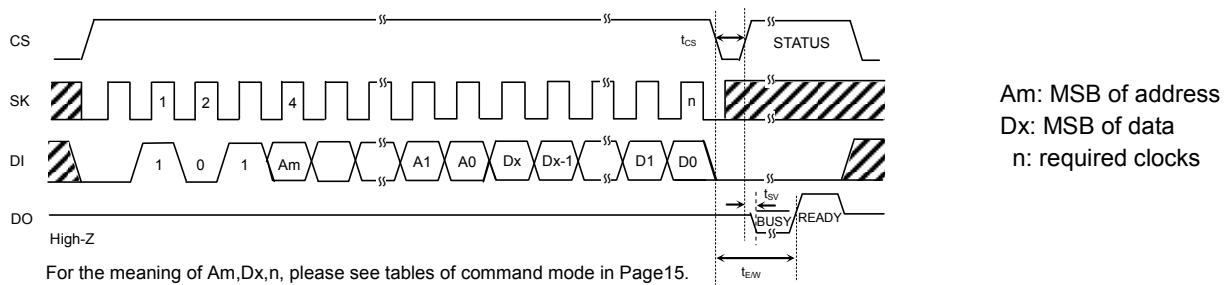 CS
tCS
STATUS
SK
1 2 4 n
Am: MSB of address
Dx: MSB of data
n: required clocks
DI
1 0 1 Am A1 A0 Dx Dx-1 D1 D0
tSV
DO
BUSY
READY
High-Z
tE/W
For the meaning of Am,Dx,n, please see tables of command mode in Page15.